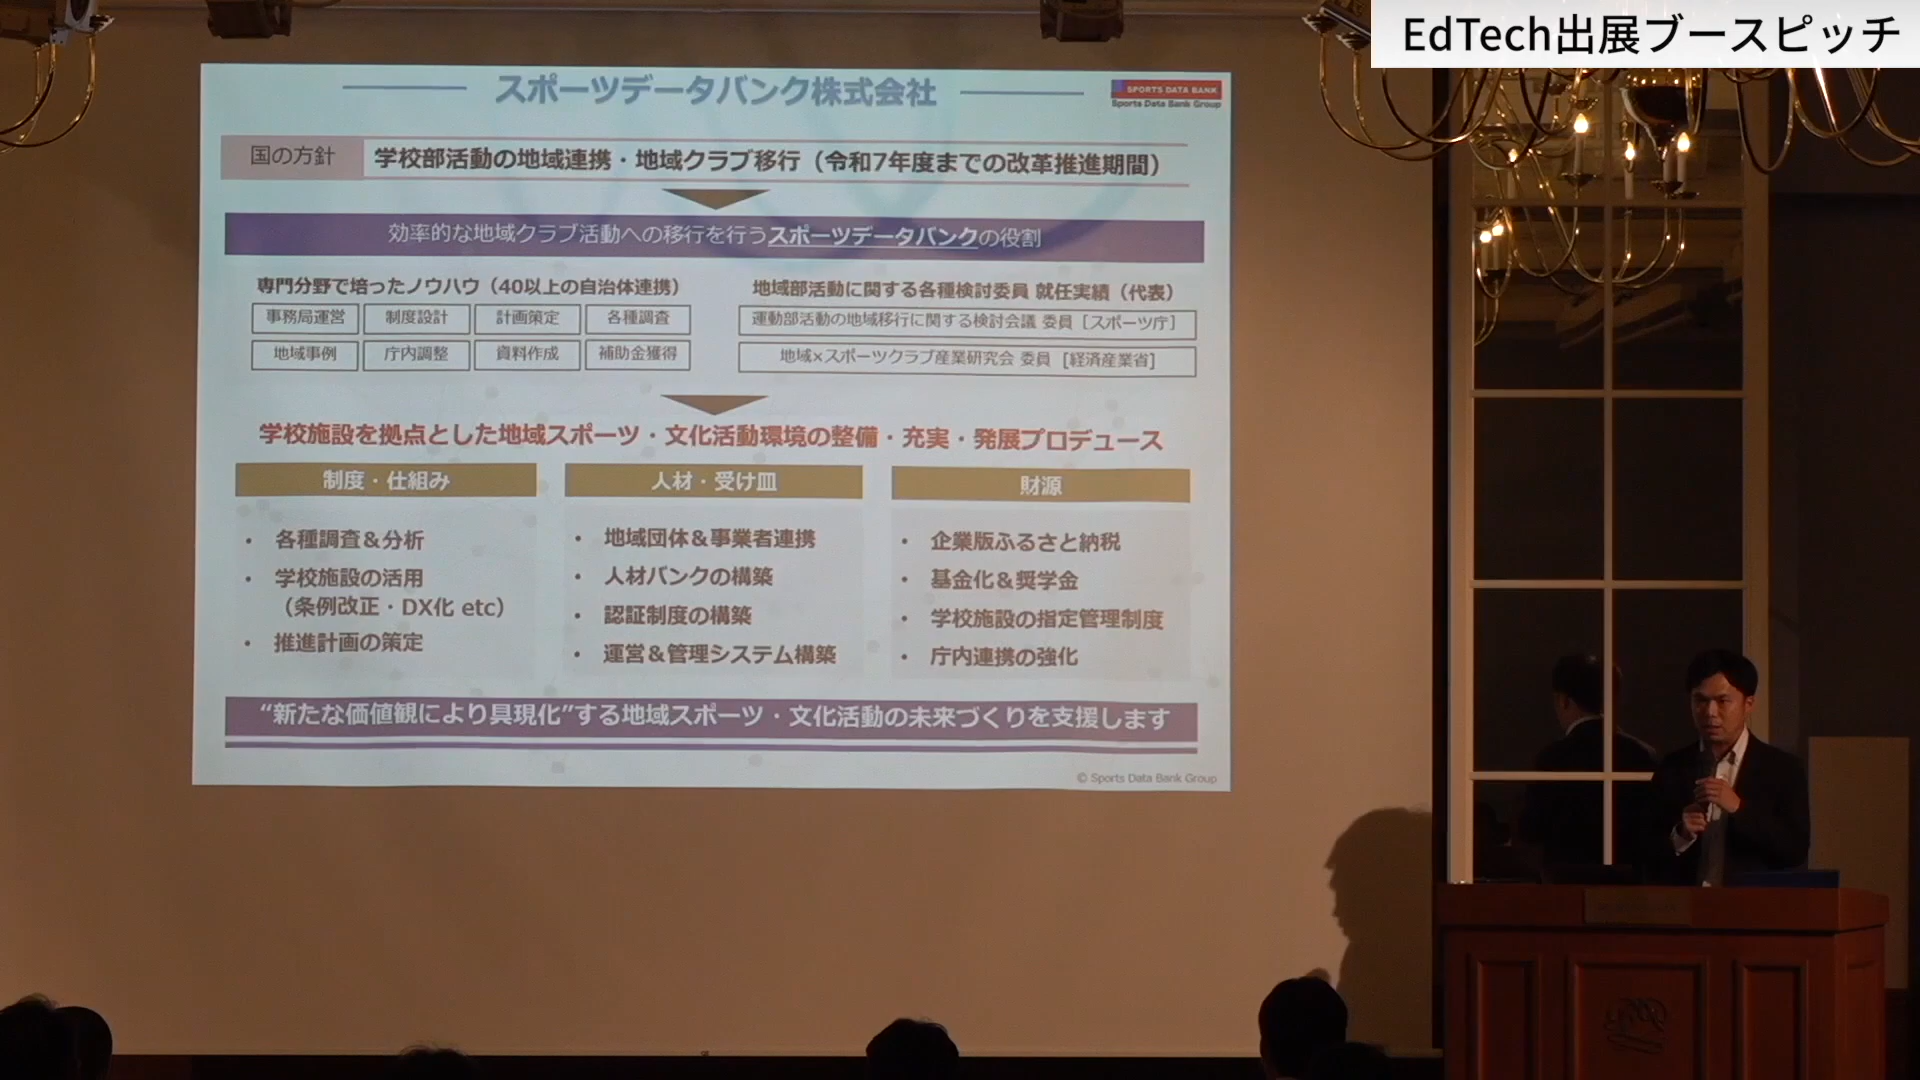 EdTech出展ブースピッチ
スポーツデータバンク株式会社
SPORTS DATA BANK
Sports Data Bank Group
国の方針
学校部活動の地域連携・地域クラブ移行（令和7年度までの改革推進期間）
効率的な地域クラブ活動への移行を行うスポーツデータバンクの役割
専門分野で培ったノウハウ（40以上の自治体連携）
事務局運営 制度設計 計画策定 各種調査
地域事例 庁内調整 資料作成 補助金獲得
地域部活動に関する各種検討委員 就任実績（代表）
運動部活動の地域移行に関する検討会議 委員［スポーツ庁］
地域×スポーツクラブ産業研究会 委員 [経済産業省]
学校施設を拠点とした地域スポーツ・文化活動環境の整備・充実・発展プロデュース
制度・仕組み
・ 各種調査＆分析
・ 学校施設の活用
（条例改正・DX化 etc）
・ 推進計画の策定
人材・受け皿
・ 地域団体＆事業者連携
・ 人材バンクの構築
・ 認証制度の構築
・ 運営＆管理システム構築
財源
・ 企業版ふるさと納税
・ 基金化＆奨学金
・ 学校施設の指定管理制度
・ 庁内連携の強化
“新たな価値観により具現化”する地域スポーツ・文化活動の未来づくりを支援します
© Sports Data Bank Group